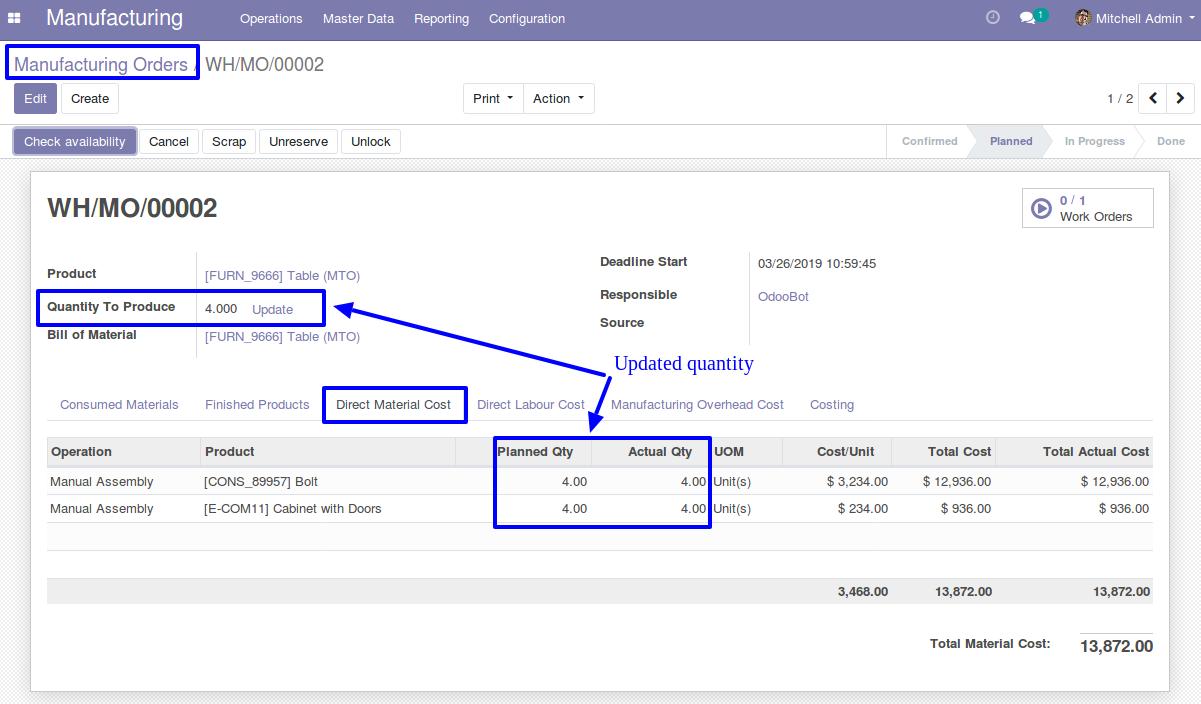 Manufacturing Operations Master Data Reporting Configuration 1 Mitchell Admin
Manufacturing Orders / WH/MO/00002
Edit Create Print Action 1 / 2
Check availability Cancel Scrap Unreserve Unlock Confirmed Planned In Progress Done
WH/MO/00002
0 / 1
Work Orders
Product [FURN_9666] Table (MTO)
Quantity To Produce 4.000 Update
Bill of Material [FURN_9666] Table (MTO)
Deadline Start 03/26/2019 10:59:45
Responsible OdooBot
Source
Updated quantity
Consumed Materials Finished Products Direct Material Cost Direct Labour Cost Manufacturing Overhead Cost Costing
Operation Product Planned Qty Actual Qty UOM Cost/Unit Total Cost Total Actual Cost
Manual Assembly [CONS_89957] Bolt 4.00 4.00 Unit(s) $ 3,234.00 $ 12,936.00 $ 12,936.00
Manual Assembly [E-COM11] Cabinet with Doors 4.00 4.00 Unit(s) $ 234.00 $ 936.00 $ 936.00
3,468.00 13,872.00 13,872.00
Total Material Cost: 13,872.00